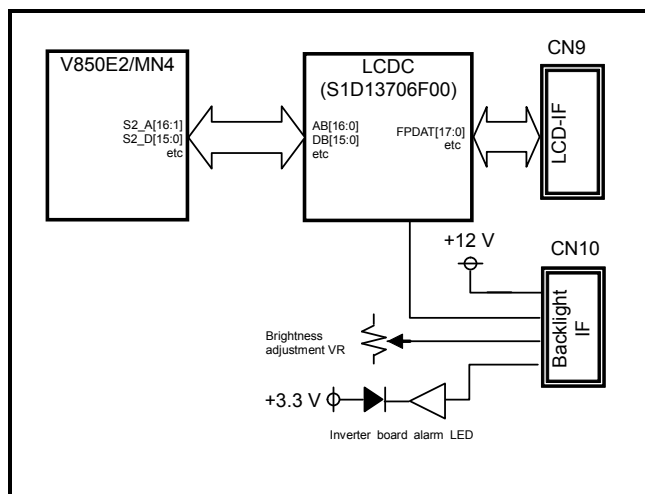 V850E2/MN4
S2_A[16:1]
S2_D[15:0]
etc
LCDC
(S1D13706F00)
AB[16:0]
DB[15:0]
etc
FPDAT[17:0]
etc
CN9
LCD-IF
+12 V
CN10
Backlight
IF
Brightness
adjustment VR
+3.3 V
Inverter board alarm LED